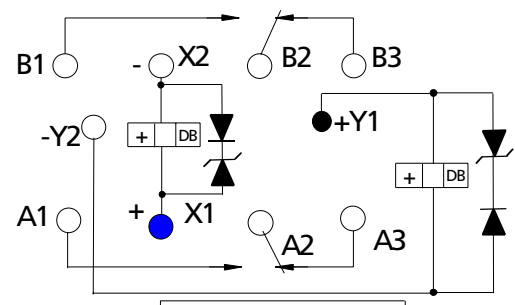 B1 - X2 B2 B3
-Y2 + DB +Y1
+ DB
A1 + X1 A2 A3